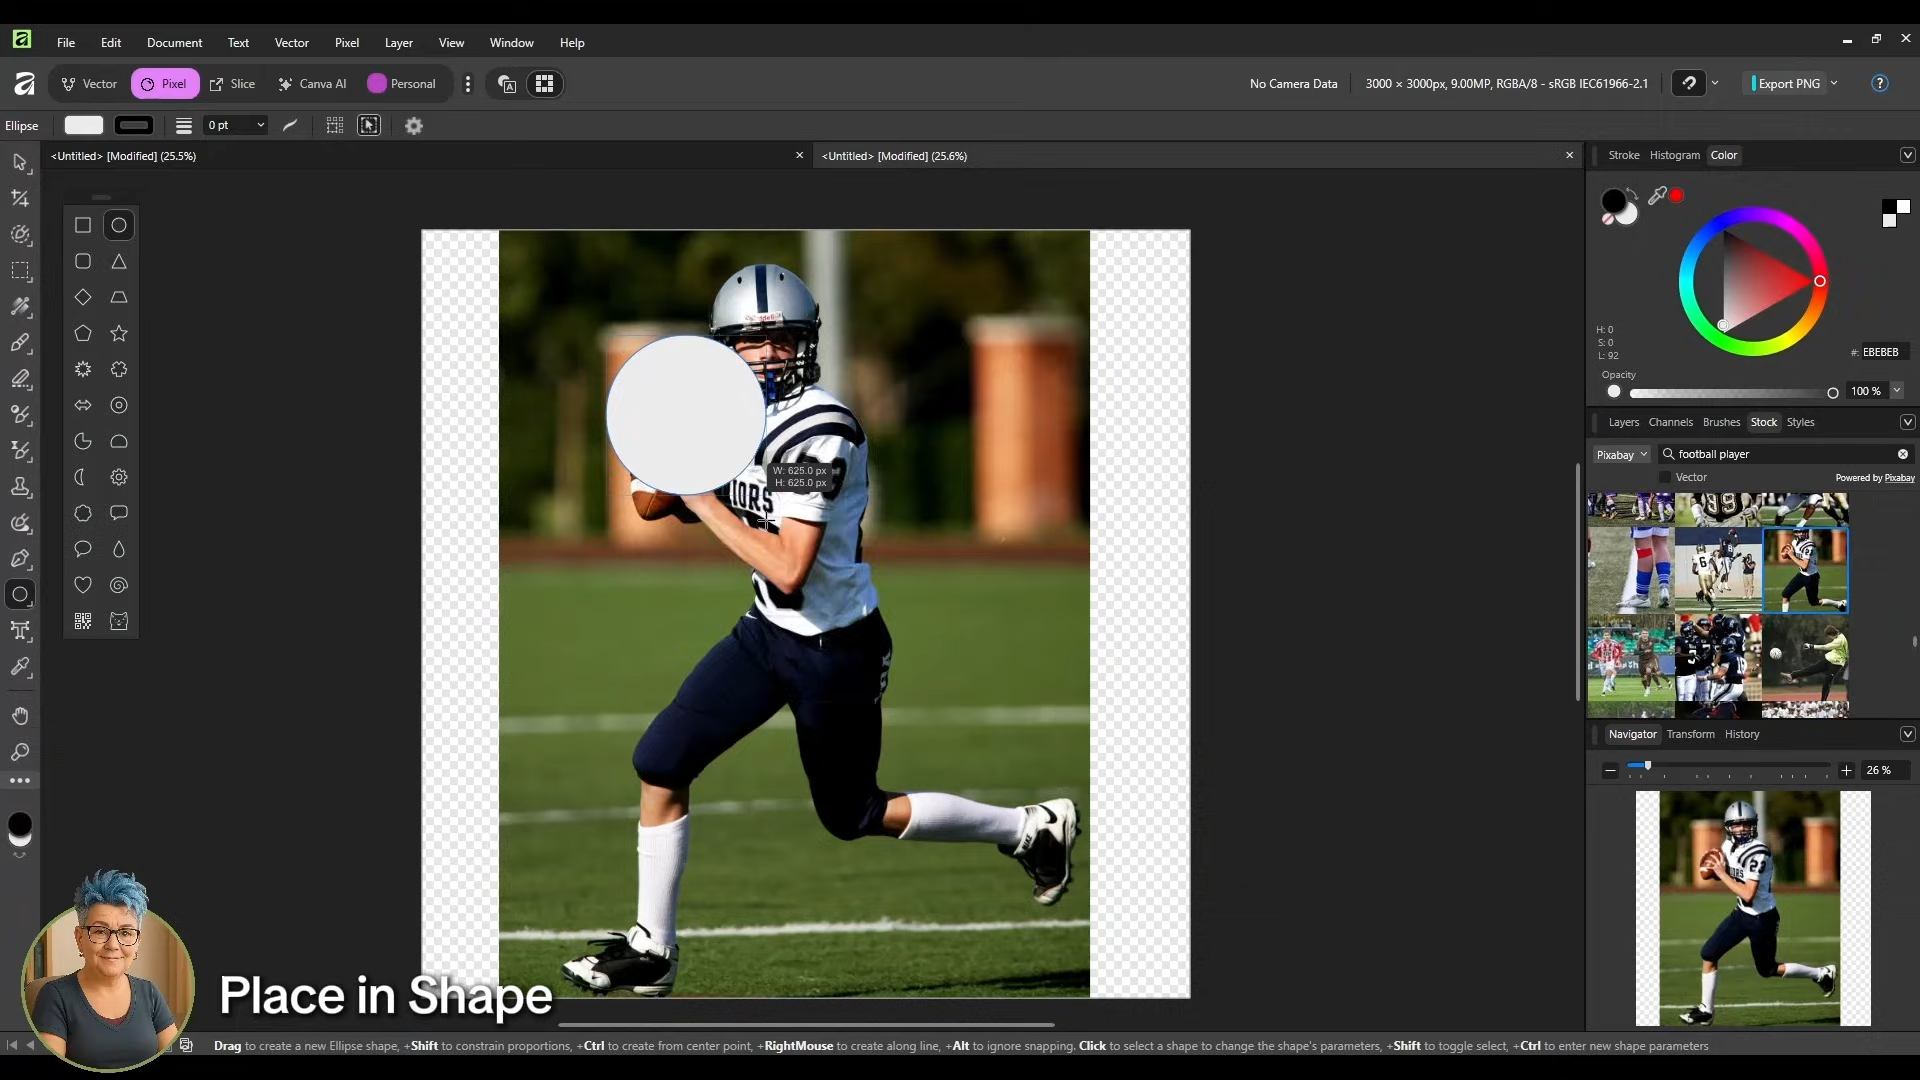 File Edit Document Text Vector Pixel Layer View Window Help
Vector Pixel Slice Canva AI Personal No Camera Data 3000 × 3000px, 9.00MP, RGBA/8 - sRGB IEC61966-2.1 Export PNG ?
Ellipse 0 pt
<Untitled> [Modified] (25.5%) <Untitled> [Modified] (25.6%)
Stroke Histogram Color
H: 0
S: 0
L: 92
#: EBEBEB
Opacity
100 %
Layers Channels Brushes Stock Styles
Pixabay football player
Vector Powered by Pixabay
W: 625.0 px
H: 625.0 px
IORS
Navigator Transform History
26 %
Place in Shape
Drag to create a new Ellipse shape, +Shift to constrain proportions, +Ctrl to create from center point, +RightMouse to create along line, +Alt to ignore snapping. Click to select a shape to change the shape's parameters, +Shift to toggle select, +Ctrl to enter new shape parameters